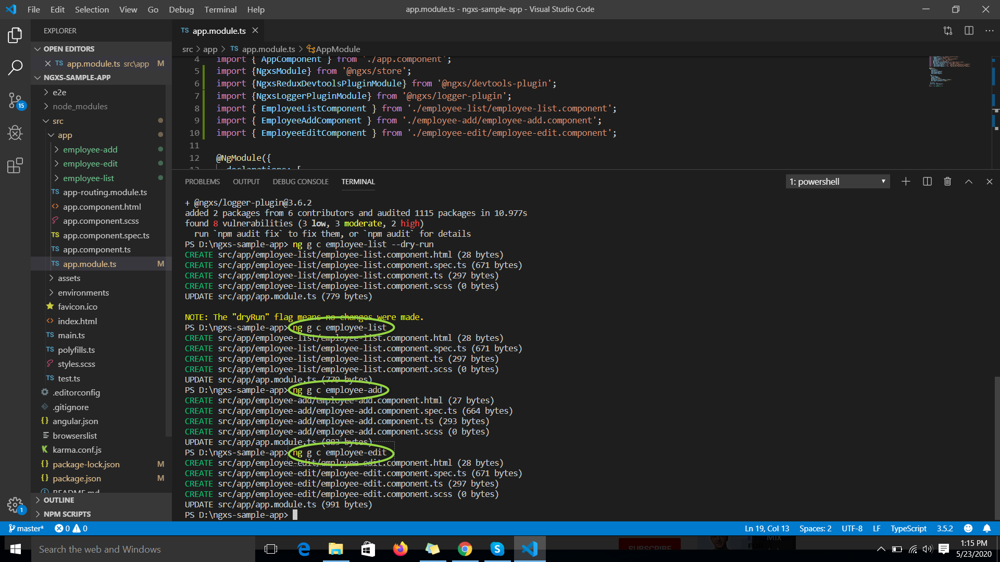 File Edit Selection View Go Debug Terminal Help
app.module.ts - ngxs-sample-app - Visual Studio Code
EXPLORER
OPEN EDITORS
TS app.module.ts src\app M
NGXS-SAMPLE-APP
e2e
node_modules
src
app
employee-add
employee-edit
employee-list
TS app-routing.module.ts
<> app.component.html
app.component.scss
TS app.component.spec.ts
TS app.component.ts
TS app.module.ts M
assets
environments
favicon.ico
<> index.html
TS main.ts
TS polyfills.ts
styles.scss
TS test.ts
.editorconfig
.gitignore
{} angular.json
browserslist
karma.conf.js
{} package-lock.json M
{} package.json M
README.md
OUTLINE
NPM SCRIPTS
15
1
TS app.module.ts
src > app > TS app.module.ts > AppModule
4 import { AppComponent } from './app.component';
5 import {NgxsModule} from '@ngxs/store';
6 import {NgxsReduxDevtoolsPluginModule} from '@ngxs/devtools-plugin';
7 import {NgxsLoggerPluginModule} from '@ngxs/logger-plugin';
8 import { EmployeeListComponent } from './employee-list/employee-list.component';
9 import { EmployeeAddComponent } from './employee-add/employee-add.component';
10 import { EmployeeEditComponent } from './employee-edit/employee-edit.component';
11
12 @NgModule({
13 declarations: [
PROBLEMS OUTPUT DEBUG CONSOLE TERMINAL
1: powershell
+ @ngxs/logger-plugin@3.6.2
added 2 packages from 6 contributors and audited 1115 packages in 10.977s
found 8 vulnerabilities (3 low, 3 moderate, 2 high)
run `npm audit fix` to fix them, or `npm audit` for details
PS D:\ngxs-sample-app> ng g c employee-list --dry-run
CREATE src/app/employee-list/employee-list.component.html (28 bytes)
CREATE src/app/employee-list/employee-list.component.spec.ts (671 bytes)
CREATE src/app/employee-list/employee-list.component.ts (297 bytes)
CREATE src/app/employee-list/employee-list.component.scss (0 bytes)
UPDATE src/app/app.module.ts (779 bytes)
NOTE: The "dryRun" flag means no changes were made.
PS D:\ngxs-sample-app> ng g c employee-list
CREATE src/app/employee-list/employee-list.component.html (28 bytes)
CREATE src/app/employee-list/employee-list.component.spec.ts (671 bytes)
CREATE src/app/employee-list/employee-list.component.ts (297 bytes)
CREATE src/app/employee-list/employee-list.component.scss (0 bytes)
UPDATE src/app/app.module.ts (779 bytes)
PS D:\ngxs-sample-app> ng g c employee-add
CREATE src/app/employee-add/employee-add.component.html (27 bytes)
CREATE src/app/employee-add/employee-add.component.spec.ts (664 bytes)
CREATE src/app/employee-add/employee-add.component.ts (293 bytes)
CREATE src/app/employee-add/employee-add.component.scss (0 bytes)
UPDATE src/app/app.module.ts (883 bytes)
PS D:\ngxs-sample-app> ng g c employee-edit
CREATE src/app/employee-edit/employee-edit.component.html (28 bytes)
CREATE src/app/employee-edit/employee-edit.component.spec.ts (671 bytes)
CREATE src/app/employee-edit/employee-edit.component.ts (297 bytes)
CREATE src/app/employee-edit/employee-edit.component.scss (0 bytes)
UPDATE src/app/app.module.ts (991 bytes)
PS D:\ngxs-sample-app>
master* 0 0
Ln 19, Col 13 Spaces: 2 UTF-8 LF TypeScript 3.5.2
Search the web and Windows
SUBSCRIBE
MIX
FOR
1:15 PM
5/23/2020